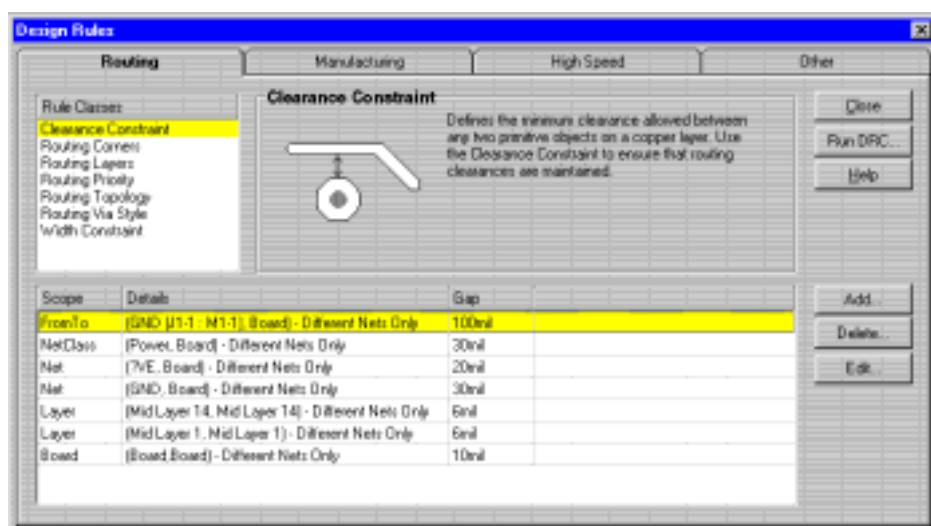 Design Rules
Routing Manufacturing High Speed Other
Rule Classes
Clearance Constraint
Routing Corners
Routing Layers
Routing Priority
Routing Topology
Routing Via Style
Width Constraint
Clearance Constraint
Defines the minimum clearance allowed between
any two primitive objects on a copper layer. Use
the Clearance Constraint to ensure that routing
clearances are maintained.
Close
Run DRC...
Help
Scope Details Gap
FromTo (GND (J1-1 : M1-1), Board) - Different Nets Only 100mil
NetClass (Power, Board) - Different Nets Only 30mil
Net (?VE, Board) - Different Nets Only 20mil
Net (GND, Board) - Different Nets Only 30mil
Layer (Mid Layer 14, Mid Layer 14) - Different Nets Only 6mil
Layer (Mid Layer 1, Mid Layer 1) - Different Nets Only 6mil
Board (Board,Board) - Different Nets Only 10mil
Add...
Delete...
Edit...